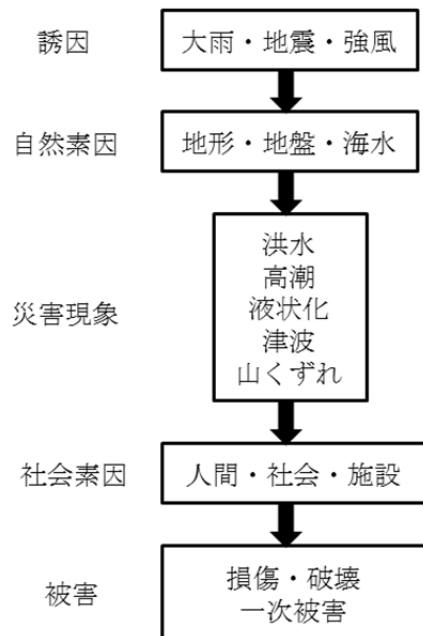 誘因
大雨・地震・強風
自然素因
地形・地盤・海水
災害現象
洪水
高潮
液状化
津波
山くずれ
社会素因
人間・社会・施設
被害
損傷・破壊
一次被害